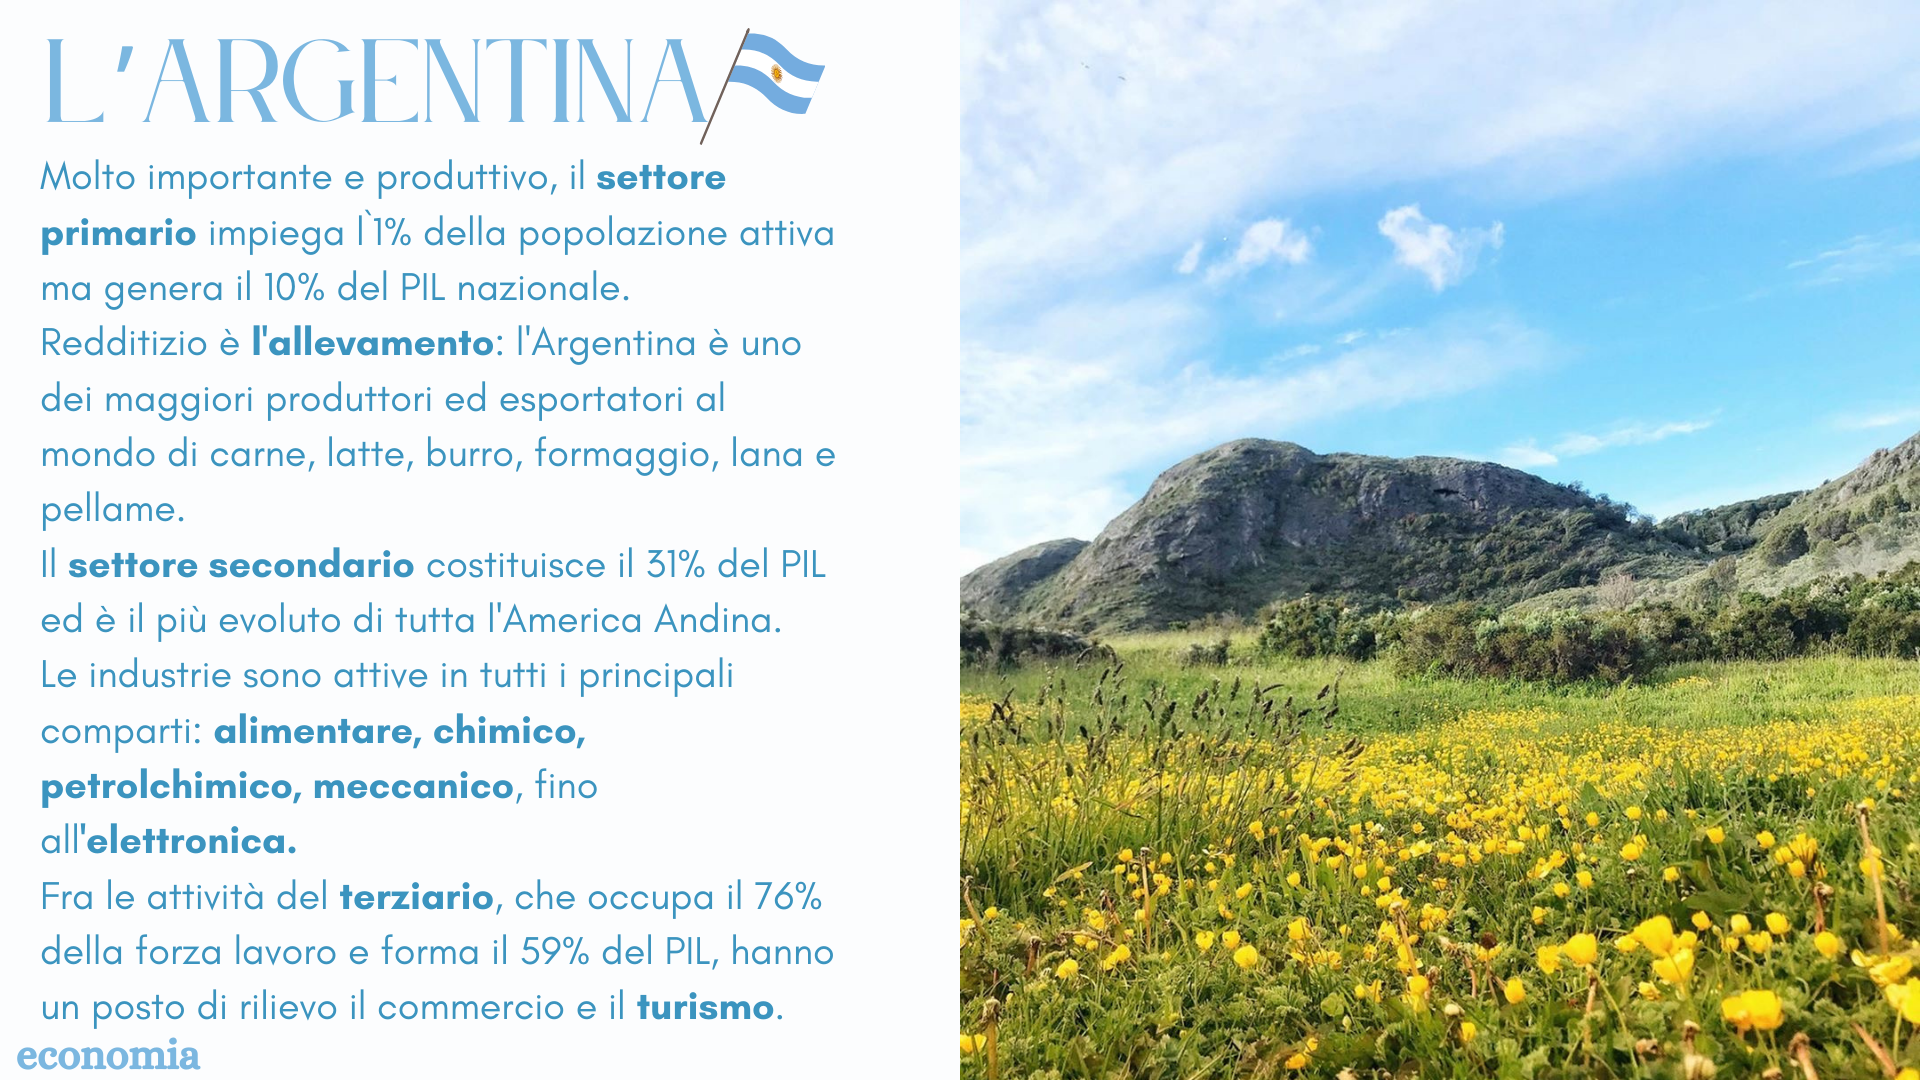 L'ARGENTINA
Molto importante e produttivo, il settore
primario impiega l`1% della popolazione attiva
ma genera il 10% del PIL nazionale.
Redditizio è l'allevamento: l'Argentina è uno
dei maggiori produttori ed esportatori al
mondo di carne, latte, burro, formaggio, lana e
pellame.
Il settore secondario costituisce il 31% del PIL
ed è il più evoluto di tutta l'America Andina.
Le industrie sono attive in tutti i principali
comparti: alimentare, chimico,
petrolchimico, meccanico, fino
all'elettronica.
Fra le attività del terziario, che occupa il 76%
della forza lavoro e forma il 59% del PIL, hanno
un posto di rilievo il commercio e il turismo.
economia